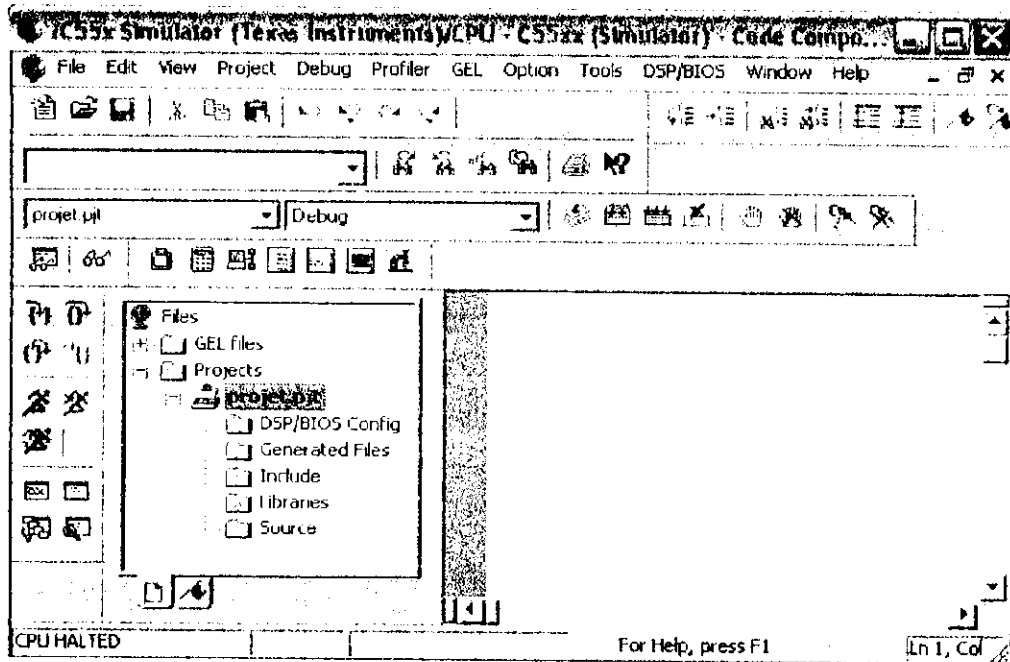 /C55x Simulator (Texas Instruments)/CPU - C55xx (Simulator) - Code Compo...
File Edit View Project Debug Profiler GEL Option Tools DSP/BIOS Window Help
projet.pjt Debug
Files
GEL files
Projects
projet.pjt
DSP/BIOS Config
Generated Files
Include
Libraries
Source
CPU HALTED For Help, press F1 Ln 1, Col